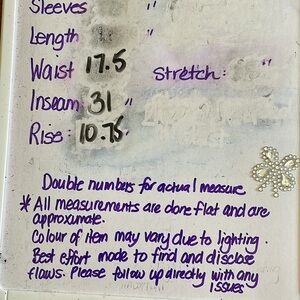 Sleeves "
Length "
Waist 17.5 Stretch: "
Inseam 31 "
Rise: 10.75 "
Double numbers for actual measure
* All measurements are done flat and are
approximate.
Colour of item may vary due to lighting.
Best effort made to find and disclose
flaws. Please follow up directly with any
issues